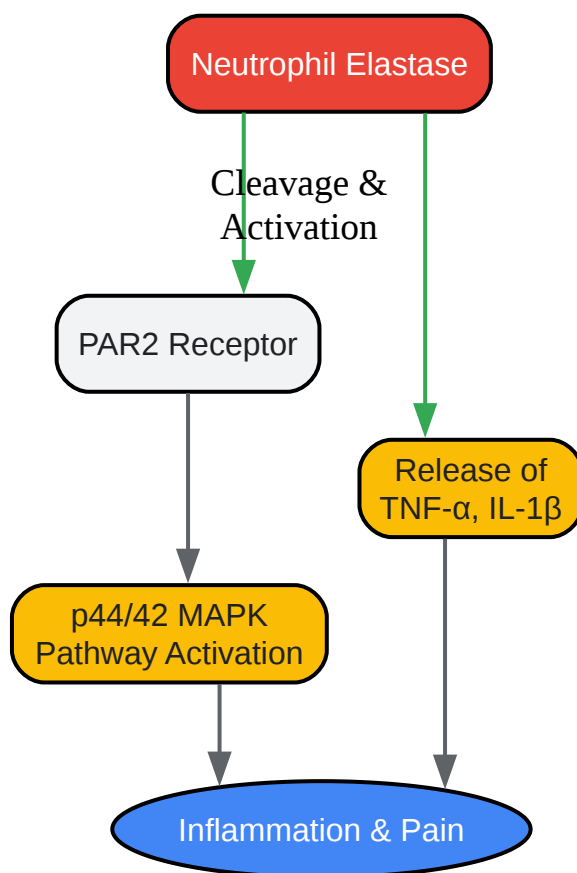 Neutrophil Elastase
Cleavage &
Activation
PAR2 Receptor
Release of
TNF-α, IL-1β
p44/42 MAPK
Pathway Activation
Inflammation & Pain